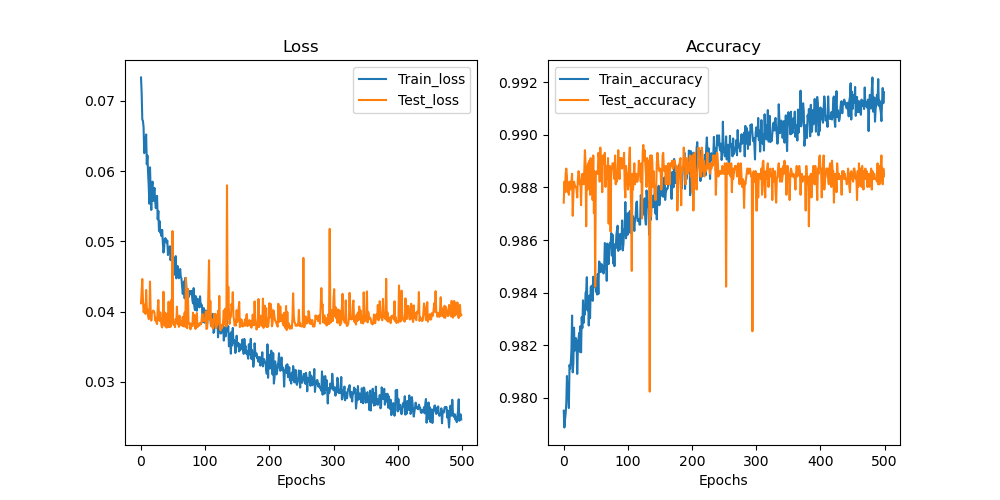 Loss
0.07
0.06
0.05
0.04
0.03
Train_loss
Test_loss
0 100 200 300 400 500
Epochs
Accuracy
0.992
0.990
0.988
0.986
0.984
0.982
0.980
Train_accuracy
Test_accuracy
0 100 200 300 400 500
Epochs